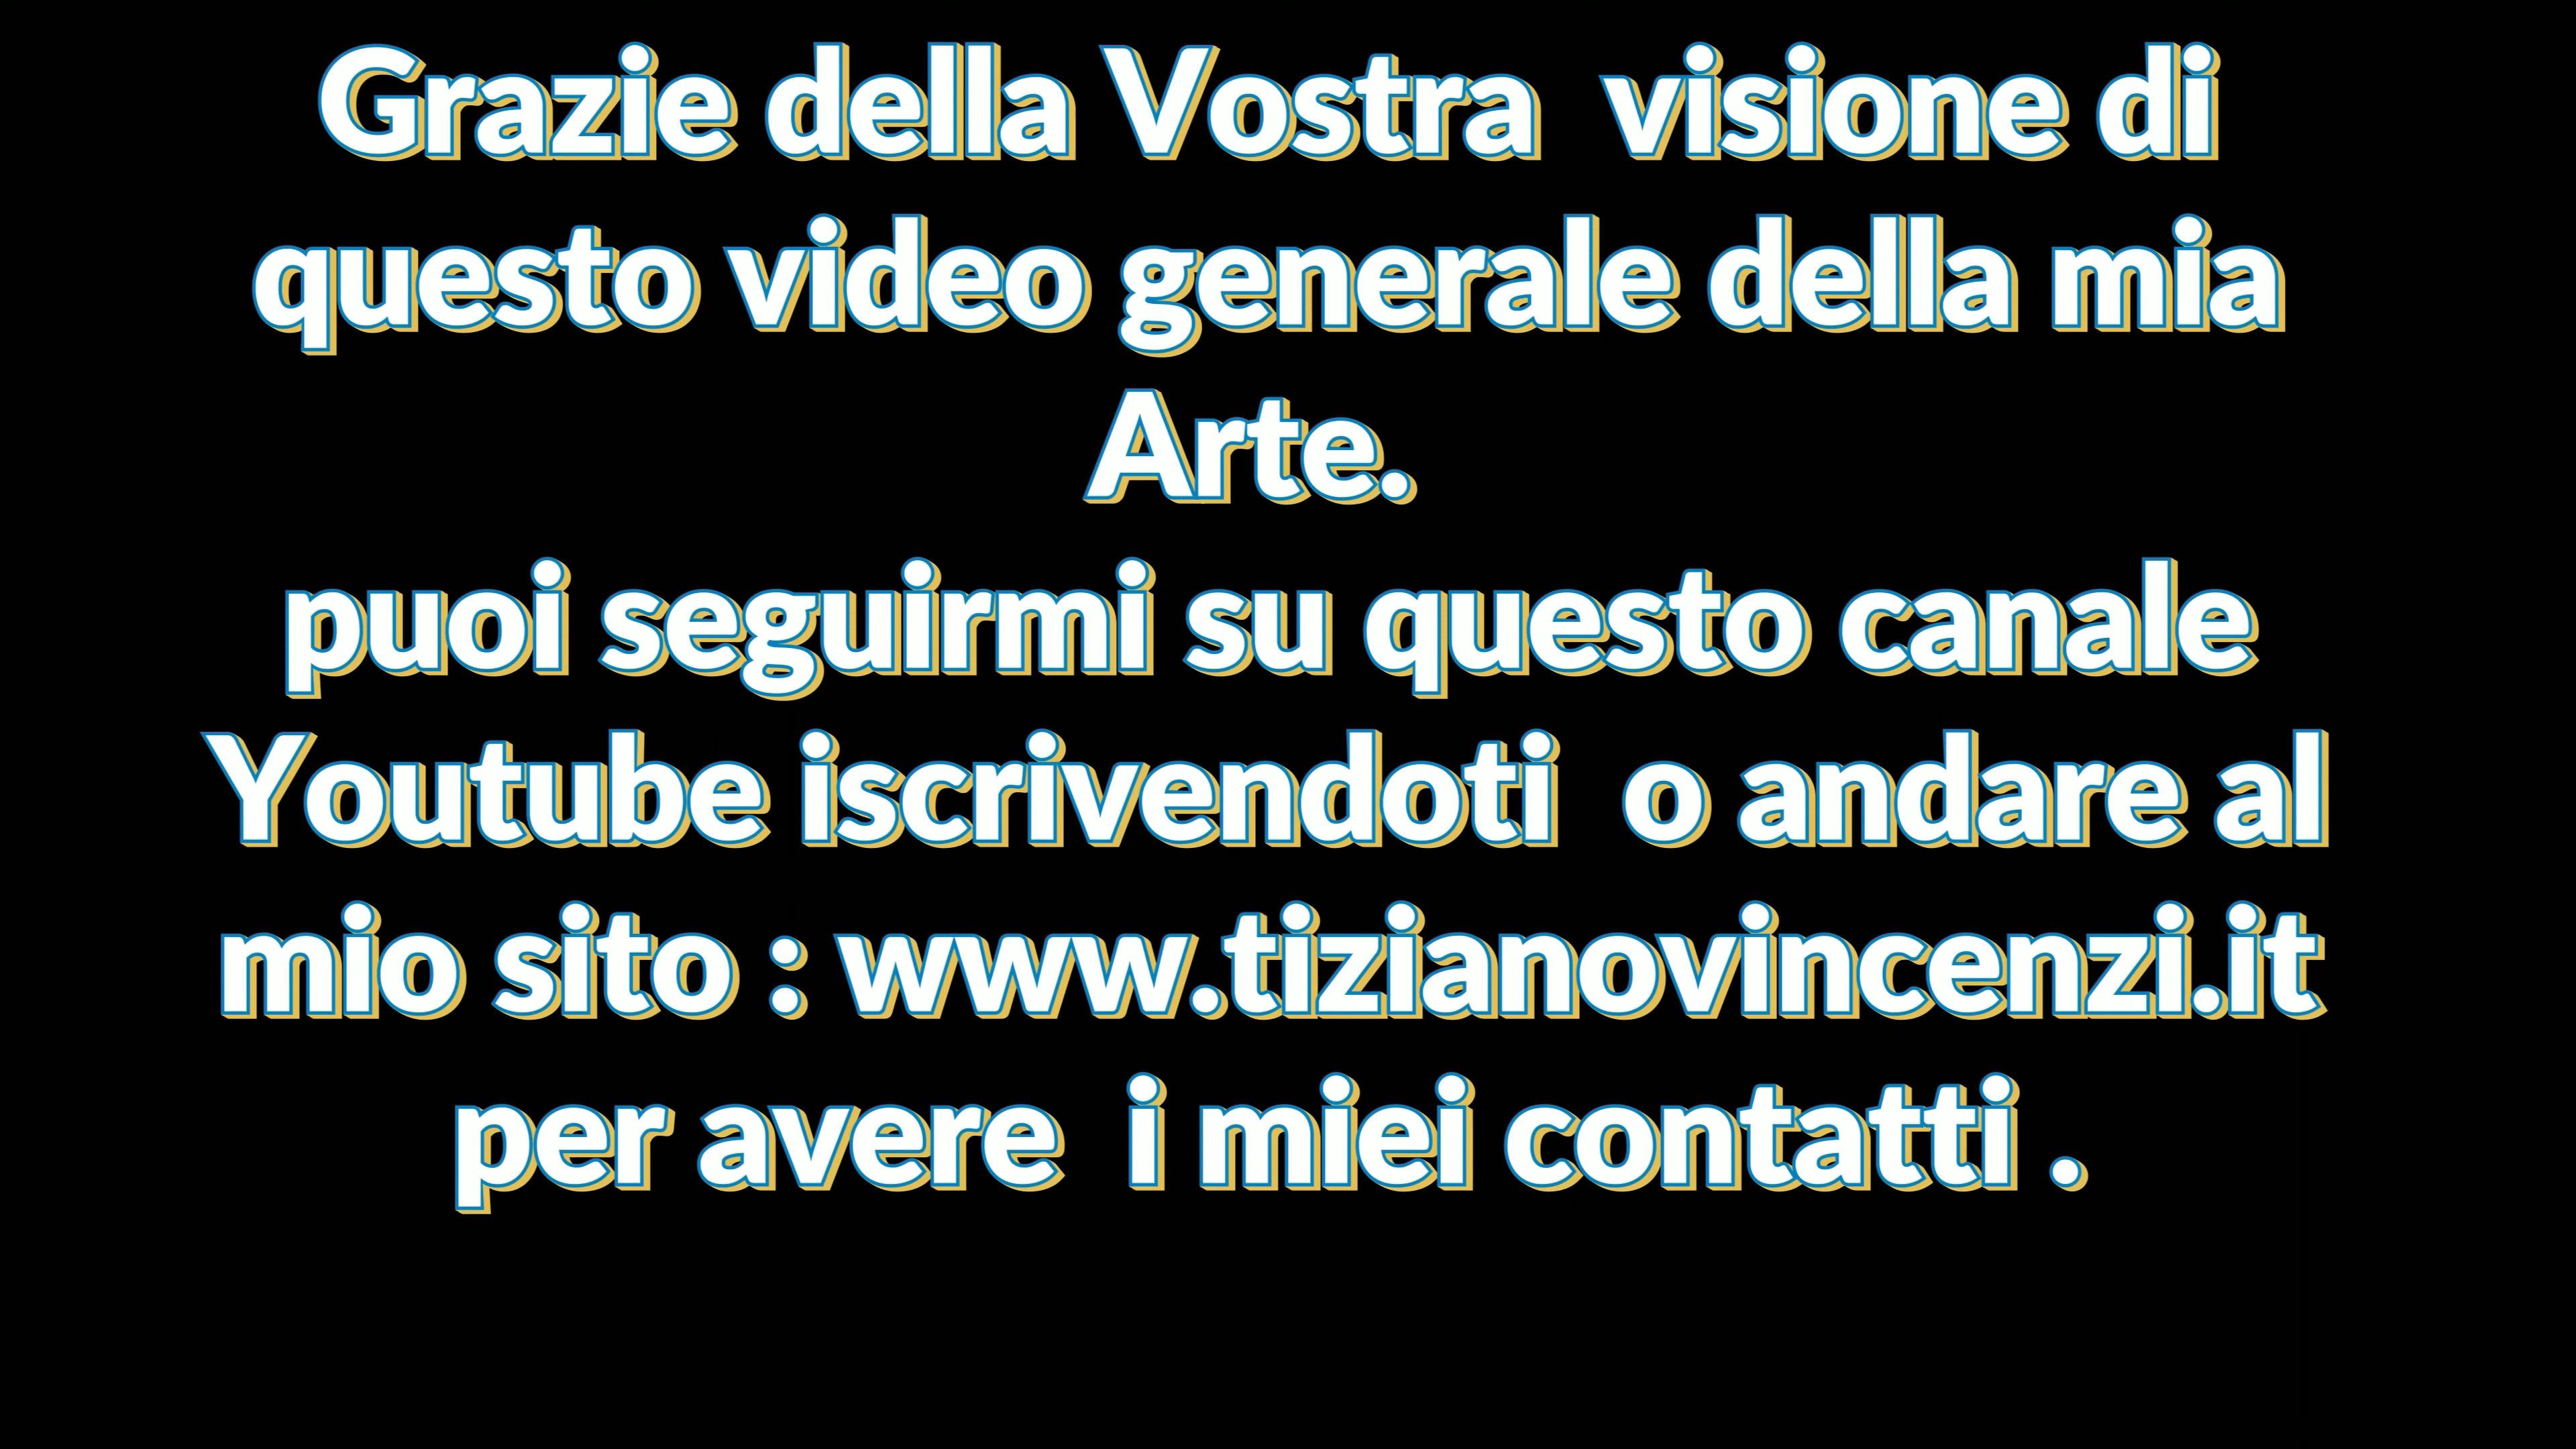 Grazie della Vostra  visione di
questo video generale della mia
Arte.
puoi seguirmi su questo canale
Youtube iscrivendoti  o andare al
mio sito : www.tizianovincenzi.it
per avere  i miei contatti .